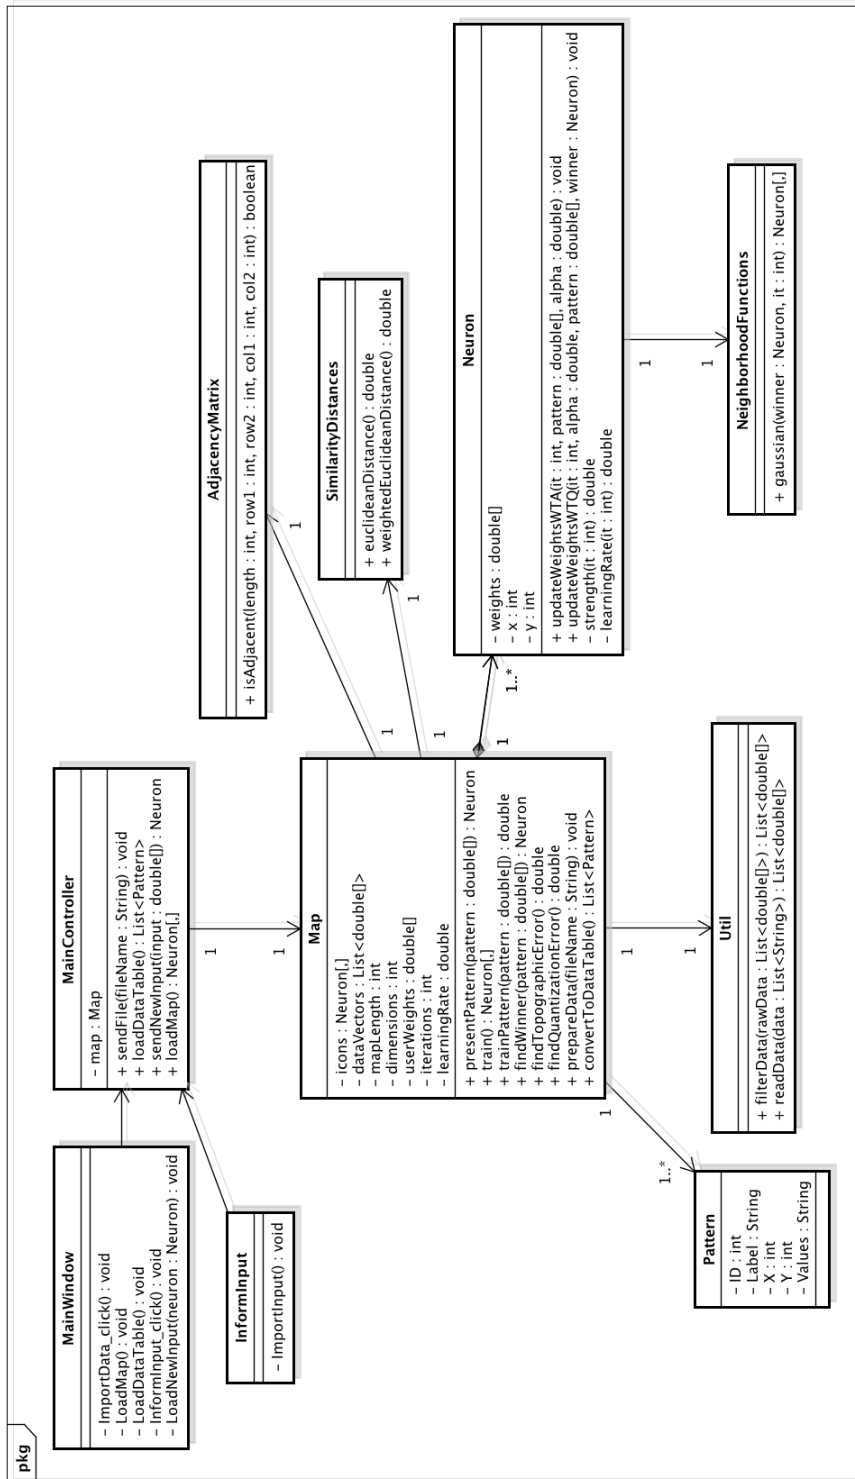 pkg
MainWindow
- ImportData_click() : void
- LoadMap() : void
- LoadDataTable() : void
- InformInput_click() : void
- LoadNewInput(neuron : Neuron) : void
InformInput
- ImportInput() : void
MainController
- map : Map
+ sendFile(fileName : String) : void
+ loadDataTable() : List<Pattern>
+ sendNewInput(input : double[]) : Neuron
+ loadMap() : Neuron[,]
1
1
Map
- icons : Neuron[,]
- dataVectors : List<double[]>
- mapLength : int
- dimensions : int
- userWeights : double[]
- iterations : int
- learningRate : double
+ presentPattern(pattern : double[]) : Neuron
+ train() : Neuron[,]
+ trainPattern(pattern : double[]) : double
+ findWinner(pattern : double[]) : Neuron
+ findTopographicError() : double
+ findQuantizationError() : double
+ prepareData(fileName : String) : void
+ convertToDataTable() : List<Pattern>
1
1..*
Pattern
- ID : int
- Label : String
- X : int
- Y : int
- Values : String
1
1
Util
+ filterData(rawData : List<double[]>) : List<double[]>
+ readData(data : List<String>) : List<double[]>
1
1
AdjacencyMatrix
+ isAdjacent(length : int, row1 : int, row2 : int, col1 : int, col2 : int) : boolean
1
1
SimilarityDistances
+ euclideanDistance() : double
+ weightedEuclideanDistance() : double
1
1..*
Neuron
- weights : double[]
- x : int
- y : int
+ updateWeightsWTA(it : int, pattern : double[], alpha : double) : void
+ updateWeightsWTQ(it : int, alpha : double, pattern : double[], winner : Neuron) : void
- strength(it : int) : double
- learningRate(it : int) : double
1
1
NeighborhoodFunctions
+ gaussian(winner : Neuron, it : int) : Neuron[,]